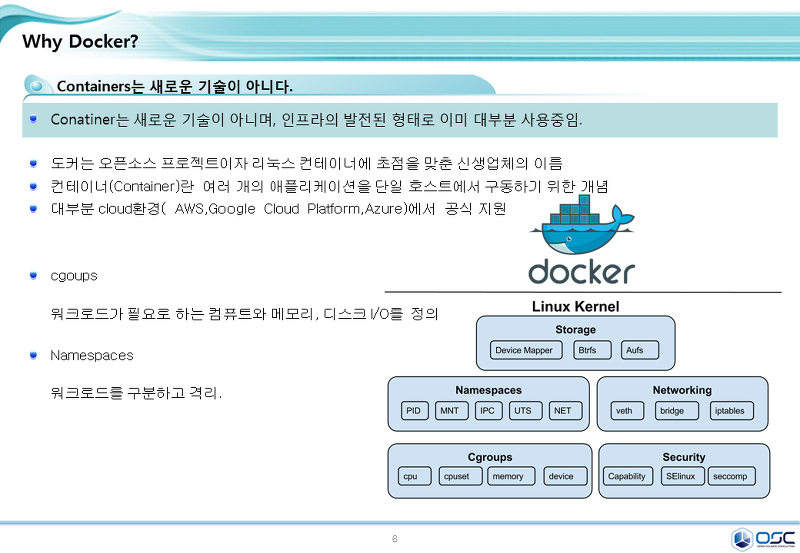 Why Docker?
Containers는 새로운 기술이 아니다.
Conatiner는 새로운 기술이 아니며, 인프라의 발전된 형태로 이미 대부분 사용중임.
도커는 오픈소스 프로젝트이자 리눅스 컨테이너에 초점을 맞춘 신생업체의 이름
컨테이너(Container)란 여러 개의 애플리케이션을 단일 호스트에서 구동하기 위한 개념
대부분 cloud환경( AWS,Google Cloud Platform,Azure)에서 공식 지원
docker
cgoups
워크로드가 필요로 하는 컴퓨트와 메모리, 디스크 I/O를 정의
Namespaces
워크로드를 구분하고 격리.
Linux Kernel
Storage
Device Mapper Btrfs Aufs
Namespaces
PID MNT IPC UTS NET
Networking
veth bridge iptables
Cgroups
cpu cpuset memory device
Security
Capability SElinux seccomp
6
OSC
OPEN SOURCE CONSULTING